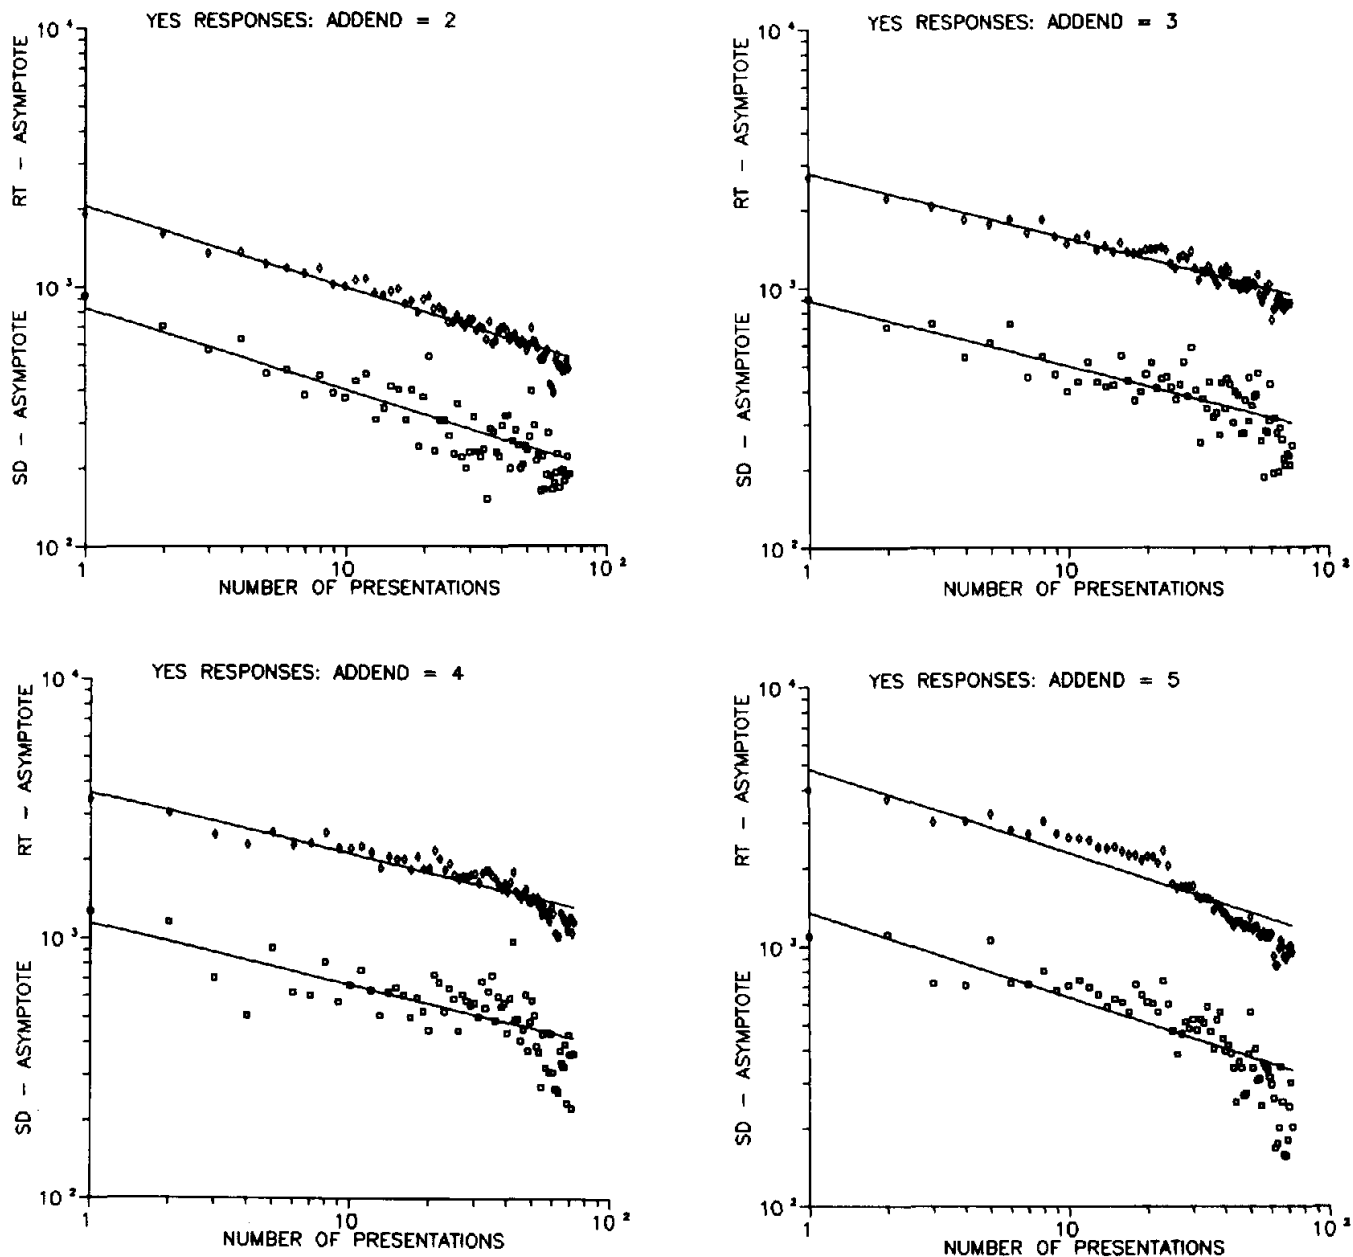 YES RESPONSES: ADDEND = 2
10⁴
RT – ASYMPTOTE
10³
SD – ASYMPTOTE
10²
1 10 10²
NUMBER OF PRESENTATIONS
YES RESPONSES: ADDEND = 3
10⁴
RT – ASYMPTOTE
10³
SD – ASYMPTOTE
10²
1 10 10²
NUMBER OF PRESENTATIONS
YES RESPONSES: ADDEND = 4
10⁴
RT – ASYMPTOTE
10³
SD – ASYMPTOTE
10²
1 10 10²
NUMBER OF PRESENTATIONS
YES RESPONSES: ADDEND = 5
10⁴
RT – ASYMPTOTE
10³
SD – ASYMPTOTE
10²
1 10 10²
NUMBER OF PRESENTATIONS